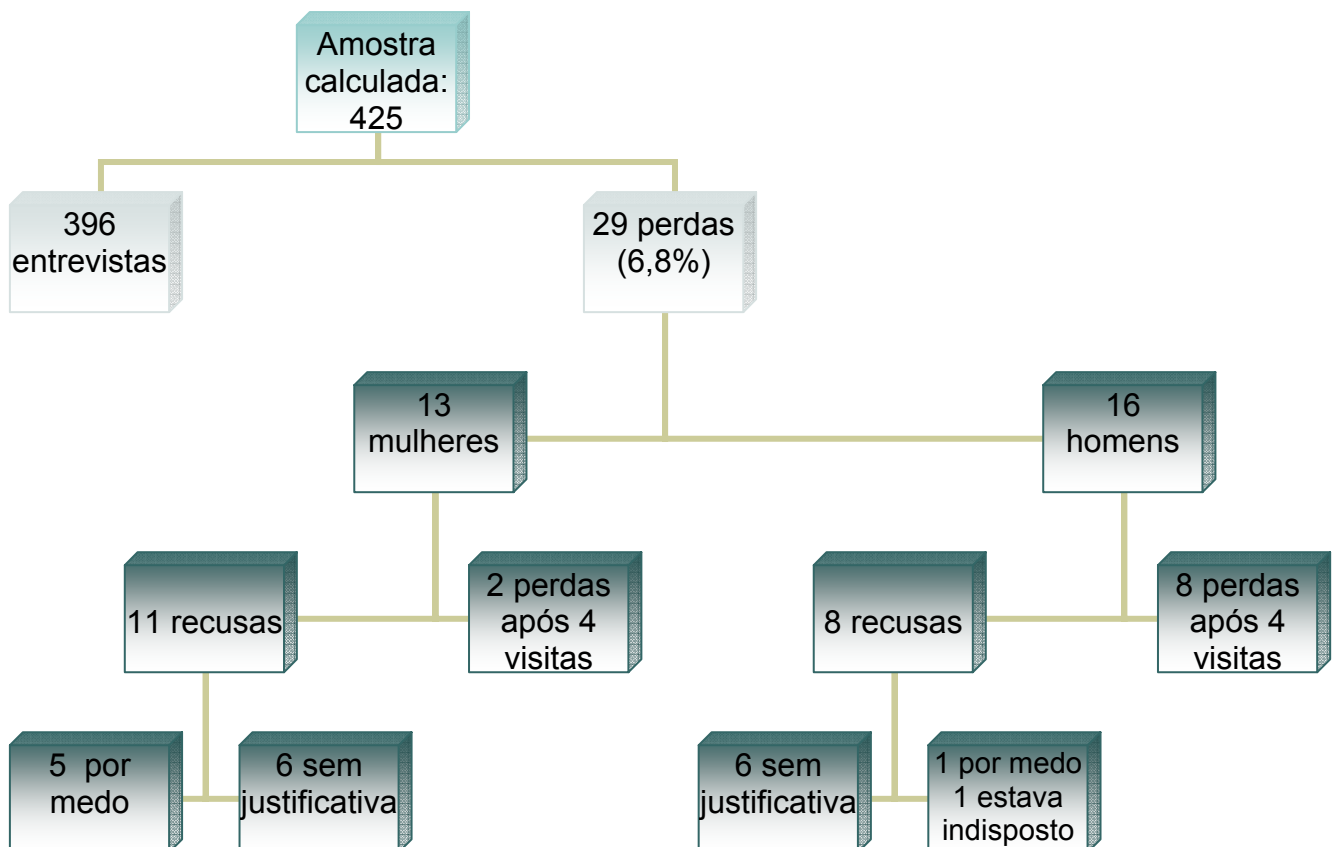 Amostra
calculada:
425
396
entrevistas
29 perdas
(6,8%)
13
mulheres
16
homens
11 recusas
2 perdas
após 4
visitas
8 recusas
8 perdas
após 4
visitas
5 por
medo
6 sem
justificativa
6 sem
justificativa
1 por medo
1 estava
indisposto